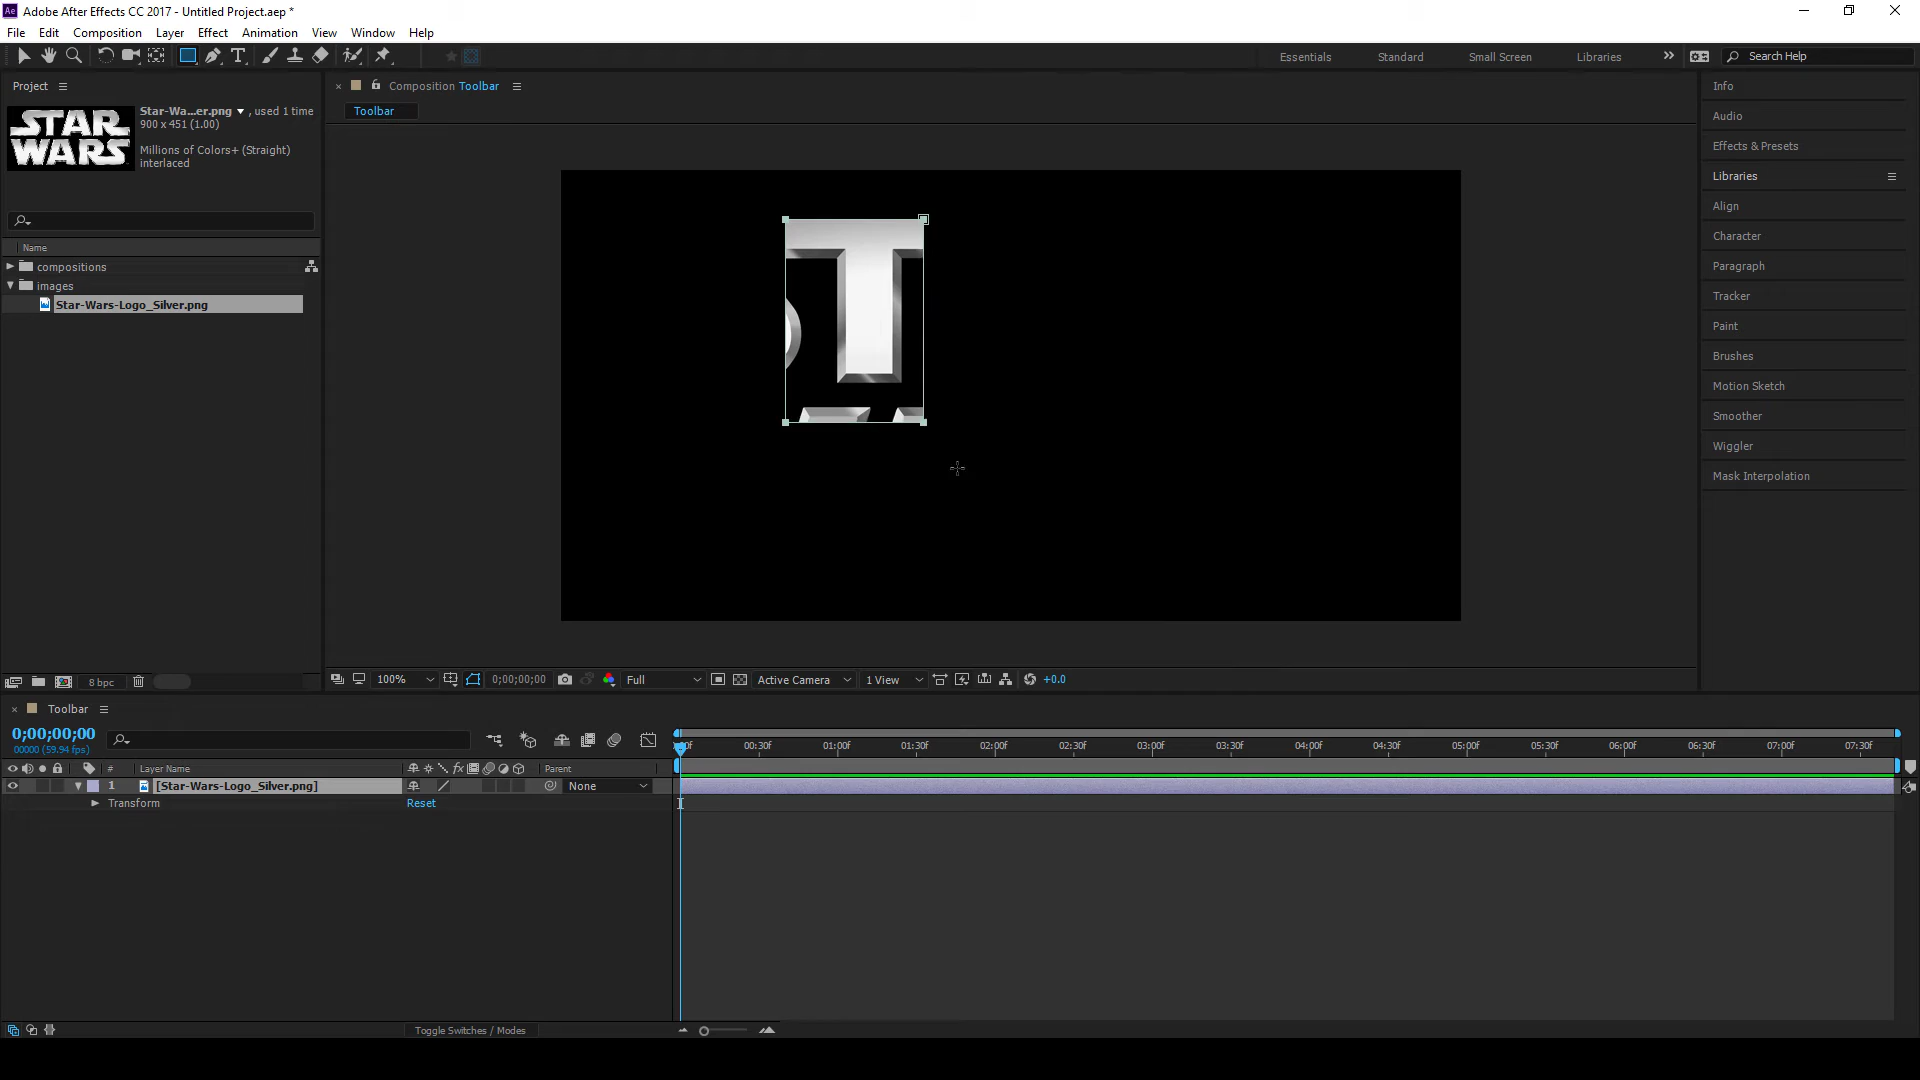 Ae Adobe After Effects CC 2017 - Untitled Project.aep *
File Edit Composition Layer Effect Animation View Window Help
T Essentials Standard Small Screen Libraries » Search Help
Project
Composition Toolbar
Toolbar
STAR
WARS
Star-Wa...er.png , used 1 time
900 x 451 (1.00)
Millions of Colors+ (Straight)
interlaced
Name
compositions
images
Star-Wars-Logo_Silver.png
T
Info
Audio
Effects & Presets
Libraries
Align
Character
Paragraph
Tracker
Paint
Brushes
Motion Sketch
Smoother
Wiggler
Mask Interpolation
8 bpc
100% 0;00;00;00 Full Active Camera 1 View +0.0
Toolbar
0;00;00;00
00000 (59.94 fps)
00:30f 01:00f 01:30f 02:00f 02:30f 03:00f 03:30f 04:00f 04:30f 05:00f 05:30f 06:00f 06:30f 07:00f 07:30f
# Layer Name fx Parent
1 [Star-Wars-Logo_Silver.png] None
Transform Reset
Toggle Switches / Modes